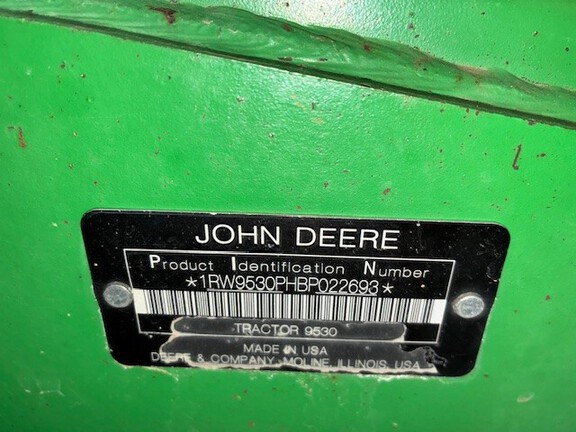 JOHN DEERE
Product Identification Number
*1RW9530PHBP022693*
TRACTOR 9530
MADE IN USA
DEERE & COMPANY MOLINE, ILLINOIS, USA